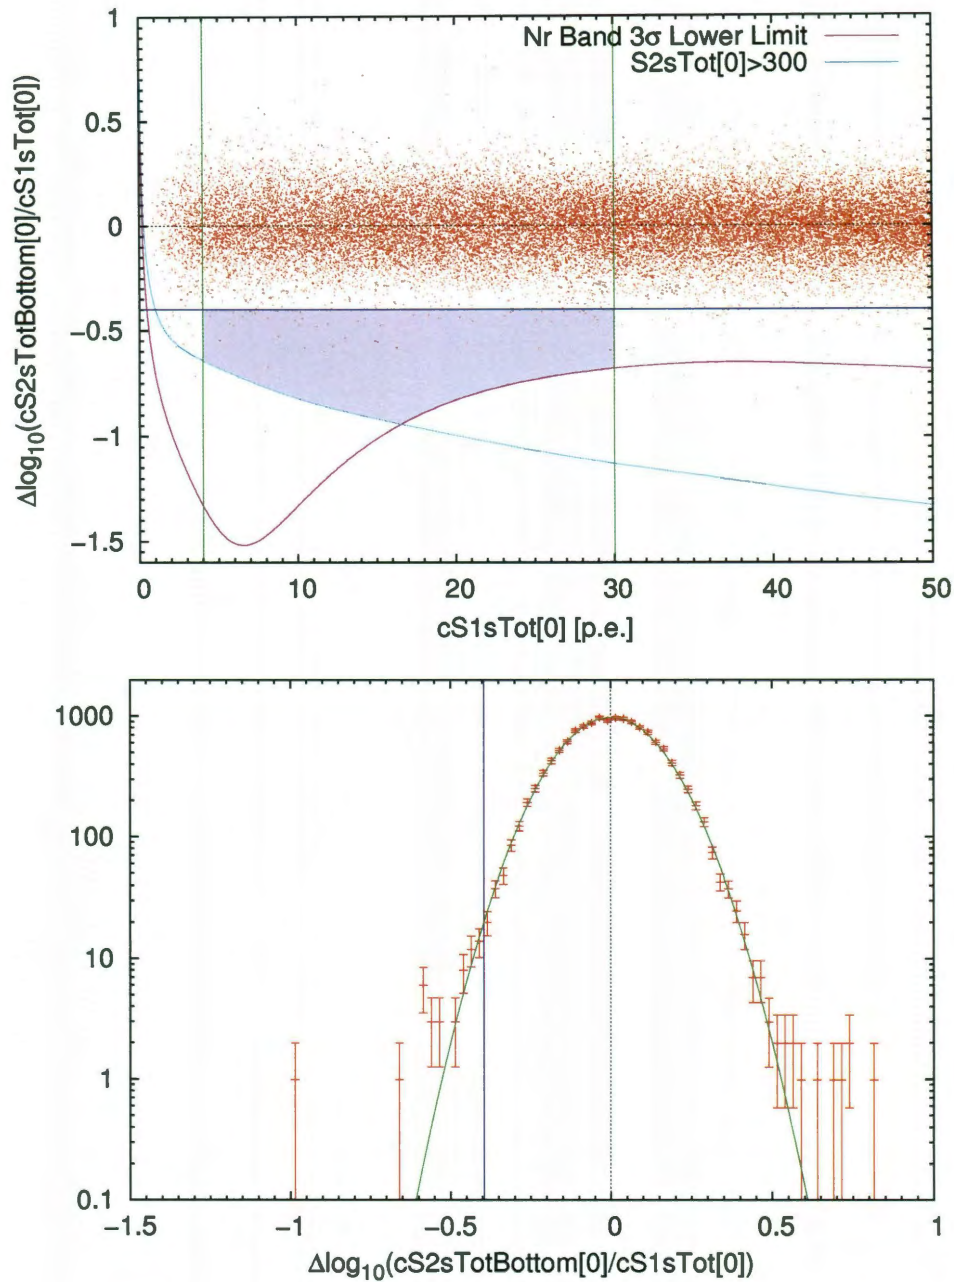 Δlog10(cS2sTotBottom[0]/cS1sTot[0])
1
0.5
0
−0.5
−1
−1.5
Nr Band 3σ Lower Limit
S2sTot[0]>300
0 10 20 30 40 50
cS1sTot[0] [p.e.]
1000
100
10
1
0.1
−1.5 −1 −0.5 0 0.5 1
Δlog10(cS2sTotBottom[0]/cS1sTot[0])